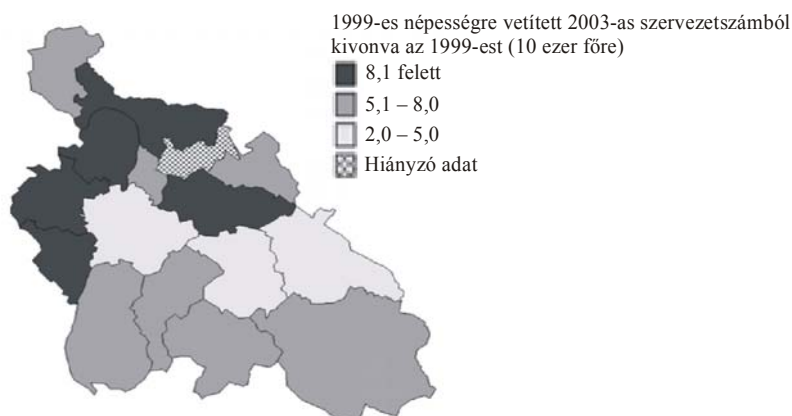 1999-es népességre vetített 2003-as szervezetszámból
kivonva az 1999-est (10 ezer főre)
8,1 felett
5,1 – 8,0
2,0 – 5,0
Hiányzó adat